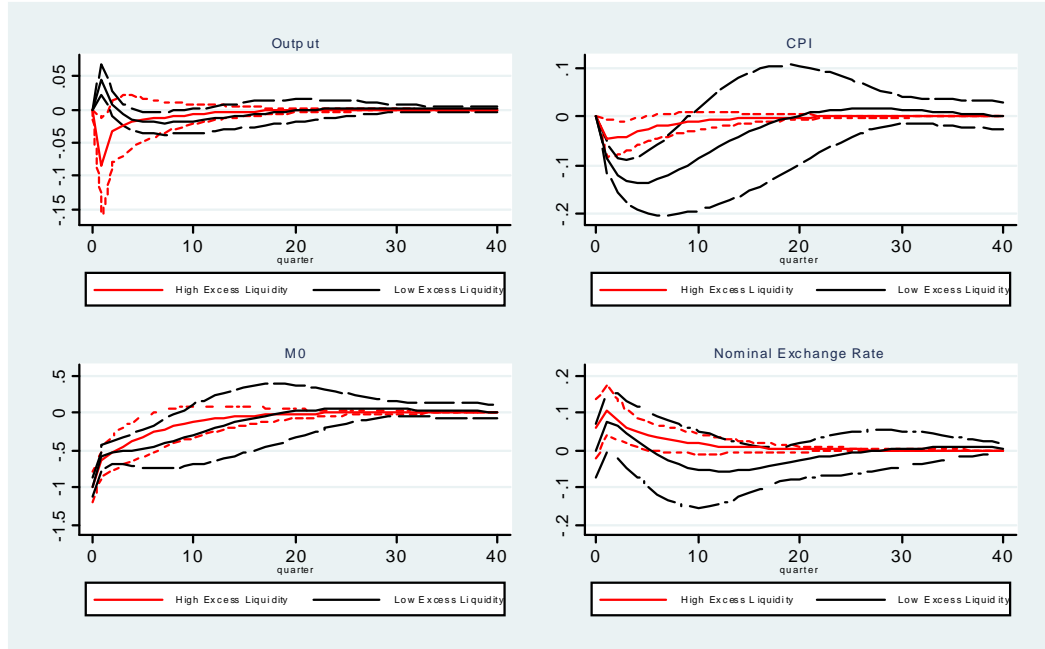 Output
.05
0
-.05
-.1
-.15
0 10 20 30 40
quarter
High Excess Liquidity Low Excess Liquidity
CPI
.1
0
-.1
-.2
0 10 20 30 40
quarter
High Excess Liquidity Low Excess Liquidity
M0
.5
0
-.5
-1
-1.5
0 10 20 30 40
quarter
High Excess Liquidity Low Excess Liquidity
Nominal Exchange Rate
.2
.1
0
-.1
-.2
0 10 20 30 40
quarter
High Excess Liquidity Low Excess Liquidity